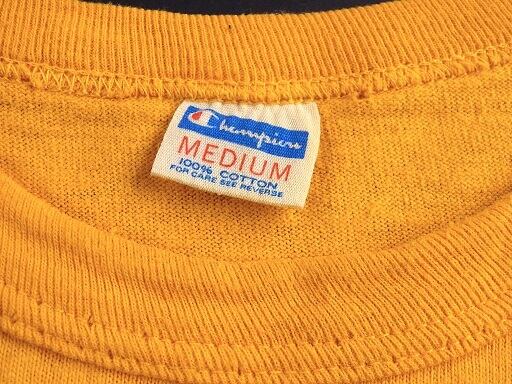 Champion
MEDIUM
100% COTTON
FOR CARE SEE REVERSE